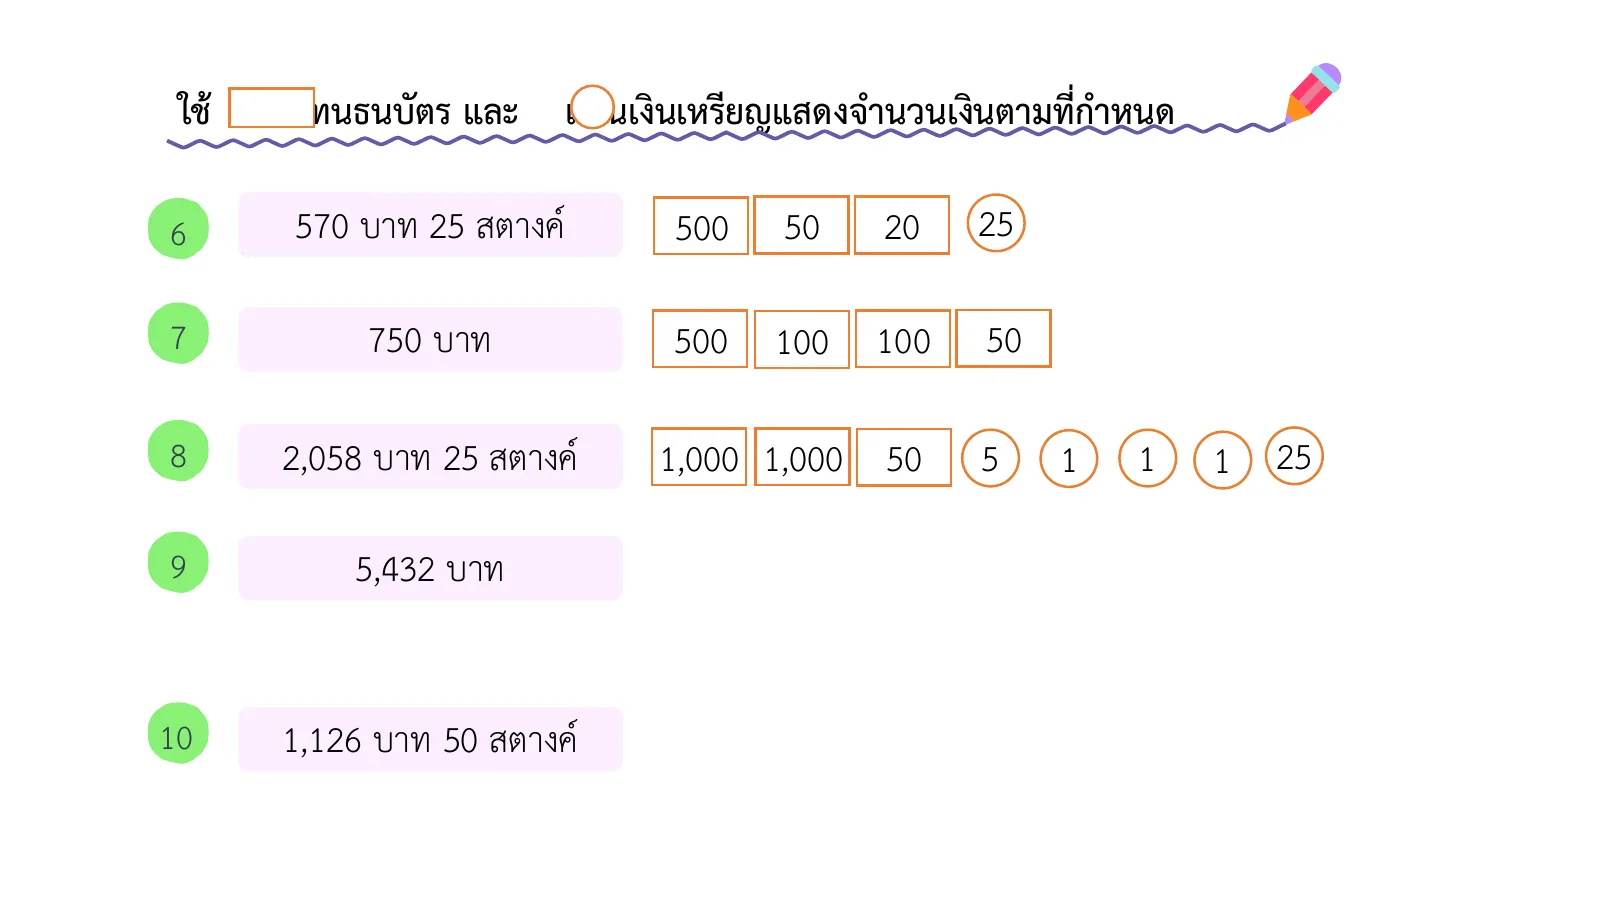 ใช้ ทนธนบัตร และ นเงินเหรียญแสดงจำนวนเงินตามที่กำหนด
6 570 บาท 25 สตางค์ 500 50 20 25
7 750 บาท 500 100 100 50
8 2,058 บาท 25 สตางค์ 1,000 1,000 50 5 1 1 1 25
9 5,432 บาท
10 1,126 บาท 50 สตางค์